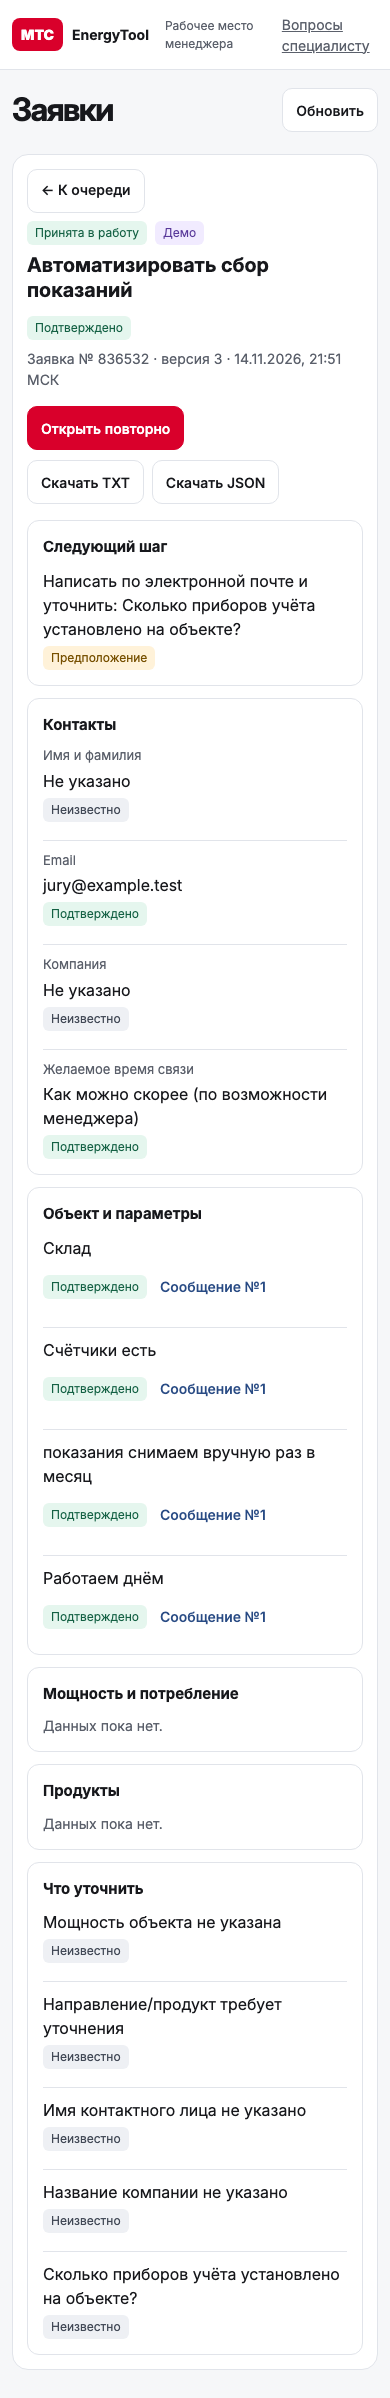 МТС
EnergyTool
Рабочее место
менеджера
Вопросы
специалисту
Заявки
Обновить
← К очереди
Принята в работу
Демо
Автоматизировать сбор
показаний
Подтверждено
Заявка № 836532 · версия 3 · 14.11.2026, 21:51
МСК
Открыть повторно
Скачать TXT
Скачать JSON
Следующий шаг
Написать по электронной почте и
уточнить: Сколько приборов учёта
установлено на объекте?
Предположение
Контакты
Имя и фамилия
Не указано
Неизвестно
Email
jury@example.test
Подтверждено
Компания
Не указано
Неизвестно
Желаемое время связи
Как можно скорее (по возможности
менеджера)
Подтверждено
Объект и параметры
Склад
Подтверждено
Сообщение №1
Счётчики есть
Подтверждено
Сообщение №1
показания снимаем вручную раз в
месяц
Подтверждено
Сообщение №1
Работаем днём
Подтверждено
Сообщение №1
Мощность и потребление
Данных пока нет.
Продукты
Данных пока нет.
Что уточнить
Мощность объекта не указана
Неизвестно
Направление/продукт требует
уточнения
Неизвестно
Имя контактного лица не указано
Неизвестно
Название компании не указано
Неизвестно
Сколько приборов учёта установлено
на объекте?
Неизвестно